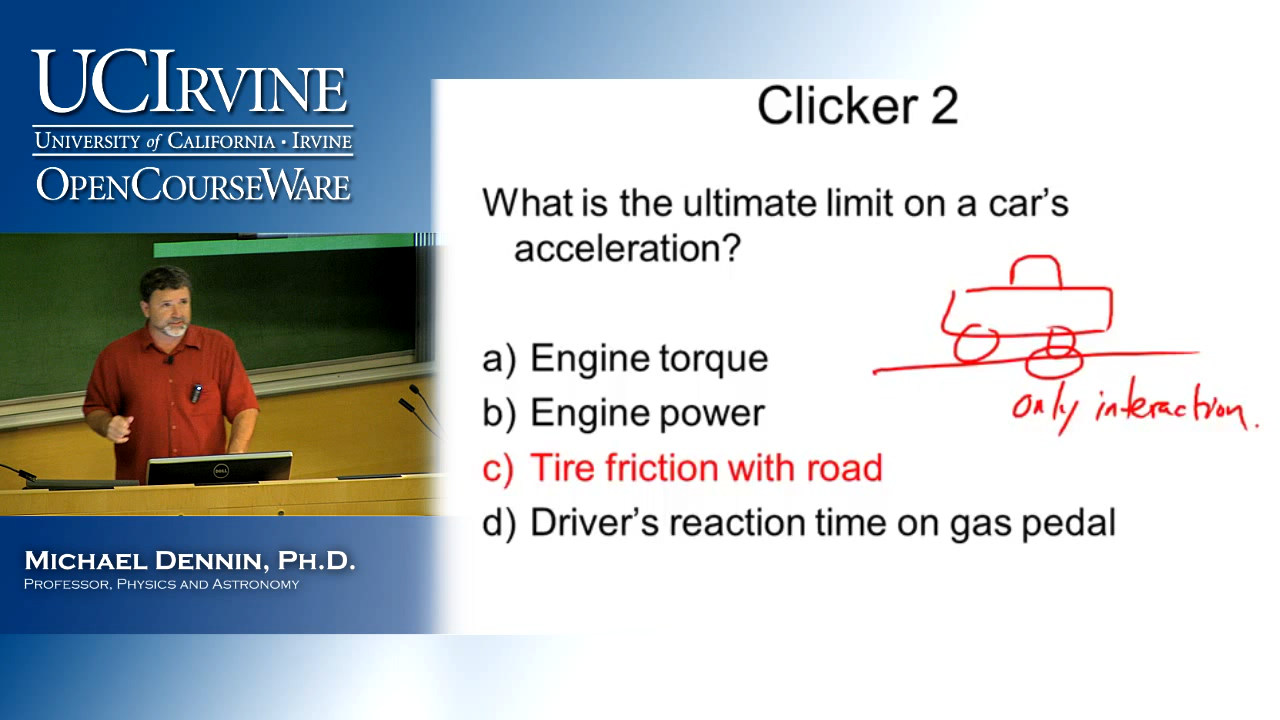 UCIRVINE
UNIVERSITY of CALIFORNIA · IRVINE
OPENCOURSEWARE
MICHAEL DENNIN, PH.D.
PROFESSOR, PHYSICS AND ASTRONOMY
Clicker 2
What is the ultimate limit on a car's
acceleration?
a) Engine torque
b) Engine power
c) Tire friction with road
d) Driver's reaction time on gas pedal
only interaction.
DELL